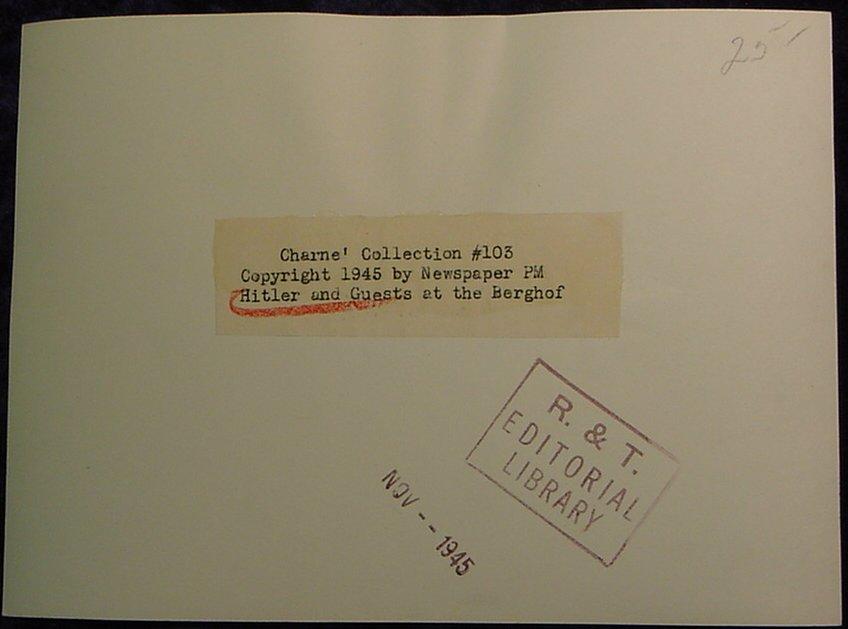 25
Charne' Collection #103
Copyright 1945 by Newspaper PM
Hitler and Guests at the Berghof
R. & T.
EDITORIAL
LIBRARY
NOV -- 1945